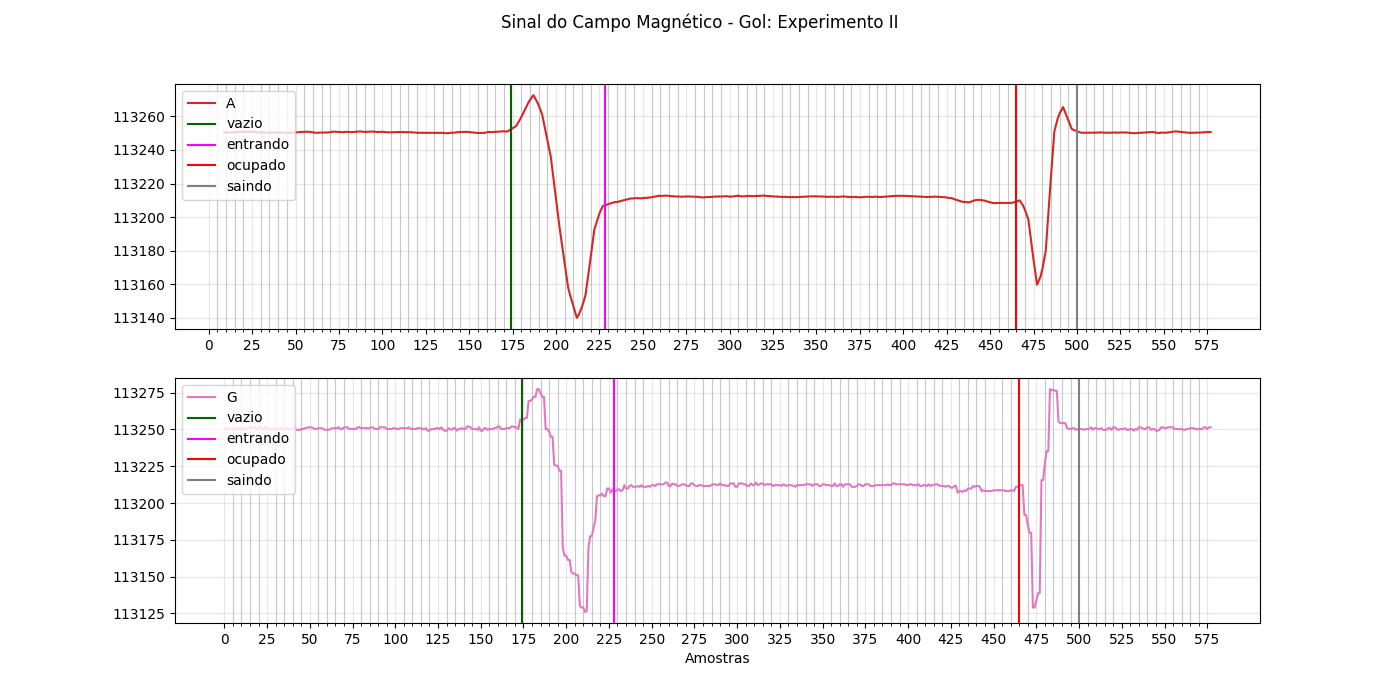 Sinal do Campo Magnético - Gol: Experimento II
A
vazio
entrando
ocupado
saindo
113260
113240
113220
113200
113180
113160
113140
0 25 50 75 100 125 150 175 200 225 250 275 300 325 350 375 400 425 450 475 500 525 550 575
G
vazio
entrando
ocupado
saindo
113275
113250
113225
113200
113175
113150
113125
0 25 50 75 100 125 150 175 200 225 250 275 300 325 350 375 400 425 450 475 500 525 550 575
Amostras